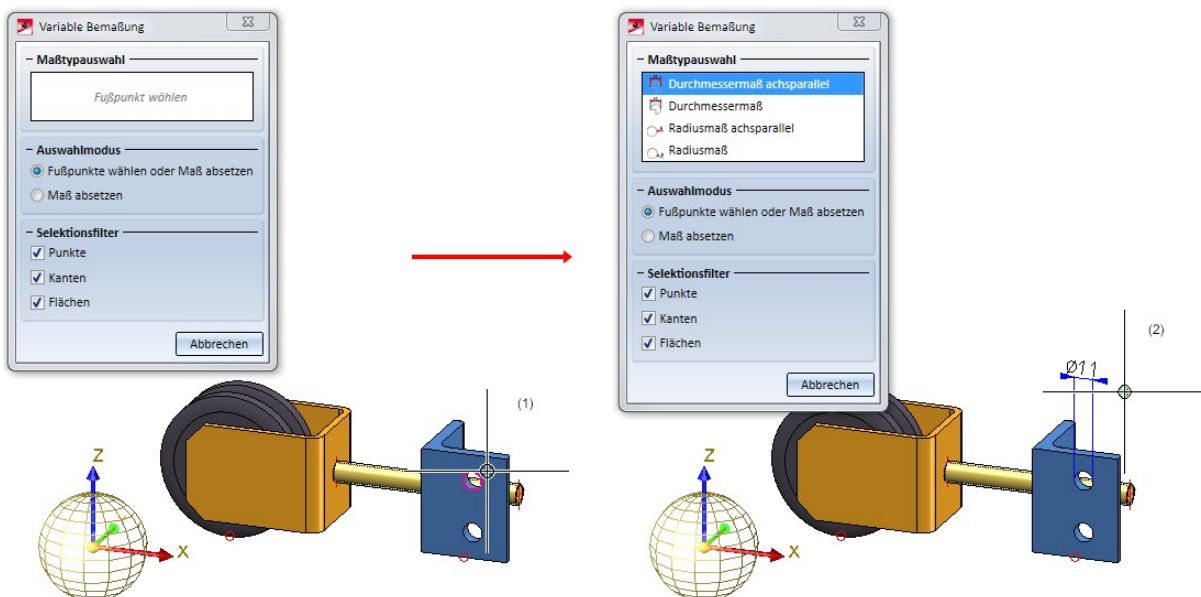 Variable Bemaßung
Maßtypauswahl
Fußpunkt wählen
Auswahlmodus
Fußpunkte wählen oder Maß absetzen
Maß absetzen
Selektionsfilter
Punkte
Kanten
Flächen
Abbrechen
(1)
Z
X
Variable Bemaßung
Maßtypauswahl
Durchmessermaß achsparallel
Durchmessermaß
Radiusmaß achsparallel
Radiusmaß
Auswahlmodus
Fußpunkte wählen oder Maß absetzen
Maß absetzen
Selektionsfilter
Punkte
Kanten
Flächen
Abbrechen
(2)
Ø11
Z
X